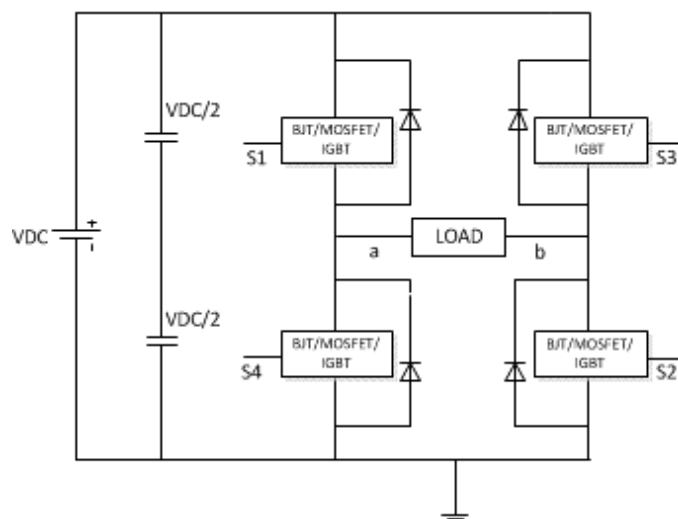 VDC/2
BJT/MOSFET/
IGBT
S1
BJT/MOSFET/
IGBT
S3
VDC
+
-
LOAD
a
b
VDC/2
BJT/MOSFET/
IGBT
S4
BJT/MOSFET/
IGBT
S2